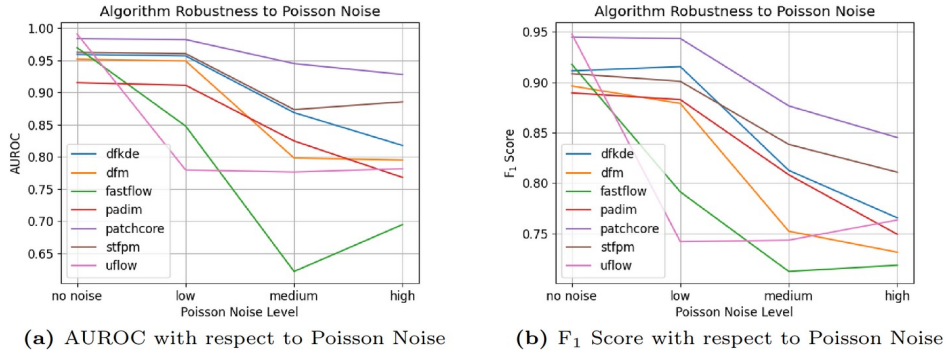 Algorithm Robustness to Poisson Noise
1.00
0.95
0.90
0.85
0.80
0.75
0.70
0.65
AUROC
dfkde
dfm
fastflow
padim
patchcore
stfpm
uflow
no noise low medium high
Poisson Noise Level
(a) AUROC with respect to Poisson Noise
Algorithm Robustness to Poisson Noise
0.95
0.90
0.85
0.80
0.75
F₁ Score
dfkde
dfm
fastflow
padim
patchcore
stfpm
uflow
no noise low medium high
Poisson Noise Level
(b) F₁ Score with respect to Poisson Noise